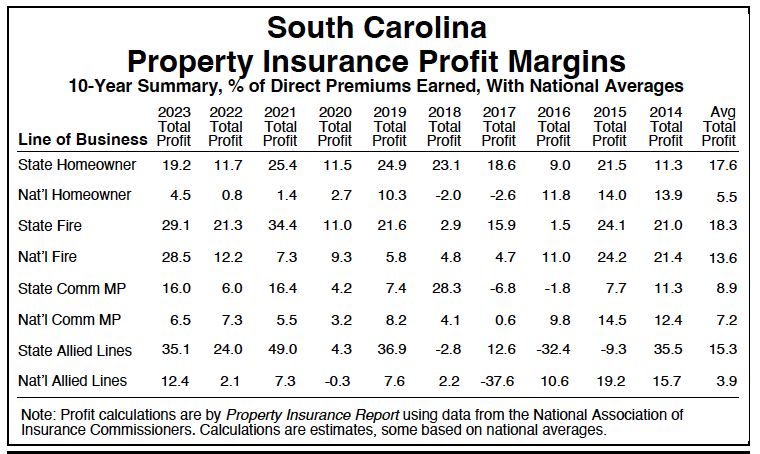 South Carolina
Property Insurance Profit Margins
10-Year Summary, % of Direct Premiums Earned, With National Averages
2023 2022 2021 2020 2019 2018 2017 2016 2015 2014 Avg
Total Total Total Total Total Total Total Total Total Total Total
Line of Business Profit Profit Profit Profit Profit Profit Profit Profit Profit Profit Profit
State Homeowner 19.2 11.7 25.4 11.5 24.9 23.1 18.6 9.0 21.5 11.3 17.6
Nat’l Homeowner 4.5 0.8 1.4 2.7 10.3 -2.0 -2.6 11.8 14.0 13.9 5.5
State Fire 29.1 21.3 34.4 11.0 21.6 2.9 15.9 1.5 24.1 21.0 18.3
Nat’l Fire 28.5 12.2 7.3 9.3 5.8 4.8 4.7 11.0 24.2 21.4 13.6
State Comm MP 16.0 6.0 16.4 4.2 7.4 28.3 -6.8 -1.8 7.7 11.3 8.9
Nat’l Comm MP 6.5 7.3 5.5 3.2 8.2 4.1 0.6 9.8 14.5 12.4 7.2
State Allied Lines 35.1 24.0 49.0 4.3 36.9 -2.8 12.6 -32.4 -9.3 35.5 15.3
Nat’l Allied Lines 12.4 2.1 7.3 -0.3 7.6 2.2 -37.6 10.6 19.2 15.7 3.9
Note: Profit calculations are by Property Insurance Report using data from the National Association of
Insurance Commissioners. Calculations are estimates, some based on national averages.